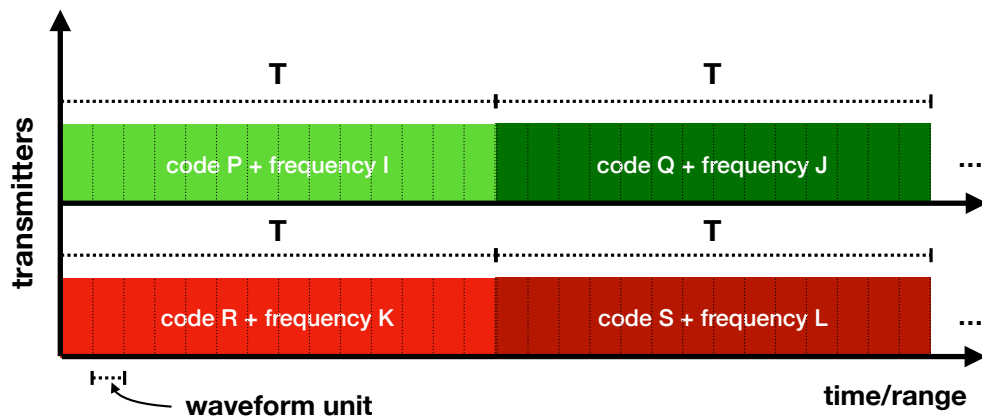 T
T
transmitters
code P + frequency I
code Q + frequency J
...
T
T
code R + frequency K
code S + frequency L
...
waveform unit
time/range